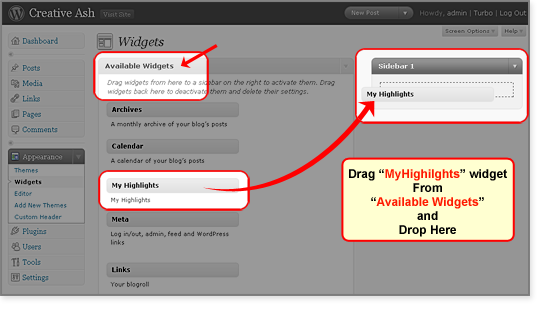 Creative Ash
Visit Site
New Post
Howdy, admin | Turbo | Log Out
Screen Options
Help
Dashboard
Posts
Media
Links
Pages
Comments
Appearance
Themes
Widgets
Editor
Add New Themes
Custom Header
Plugins
Users
Tools
Settings
Widgets
Available Widgets
Drag widgets from here to a sidebar on the right to activate them. Drag
widgets back here to deactivate them and delete their settings.
Archives
A monthly archive of your blog's posts
Calendar
A calendar of your blog's posts
My Highlights
My Highlights
Meta
Log in/out, admin, feed and WordPress
links
Links
Your blogroll
Sidebar 1
My Highlights
Drag “MyHighilghts” widget
From
“Available Widgets”
and
Drop Here